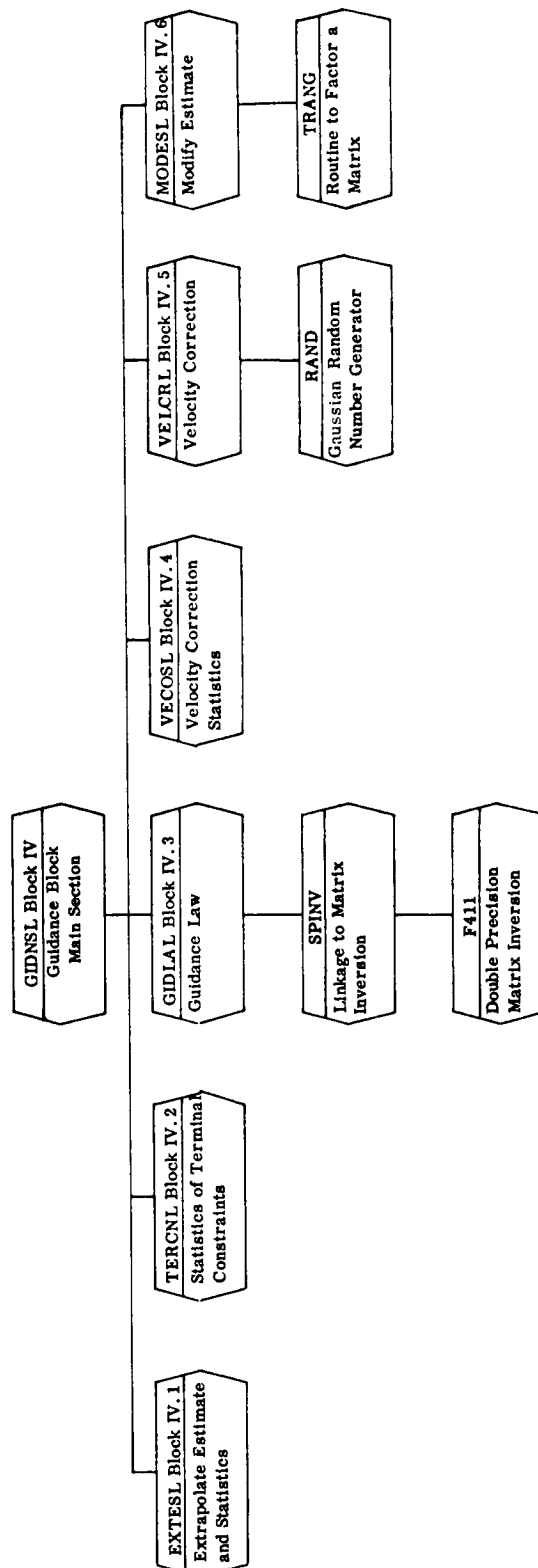 GIDNSL Block IV
Guidance Block
Main Section
EXTESL Block IV.1
Extrapolate Estimate
and Statistics
TERCNL Block IV.2
Statistics of Terminal
Constraints
GIDLAL Block IV.3
Guidance Law
VECOSL Block IV.4
Velocity Correction
Statistics
VELCRL Block IV.5
Velocity Correction
MODESL Block IV.6
Modify Estimate
SPINV
Linkage to Matrix
Inversion
RAND
Gaussian Random
Number Generator
TRANG
Routine to Factor a
Matrix
F411
Double Precision
Matrix Inversion